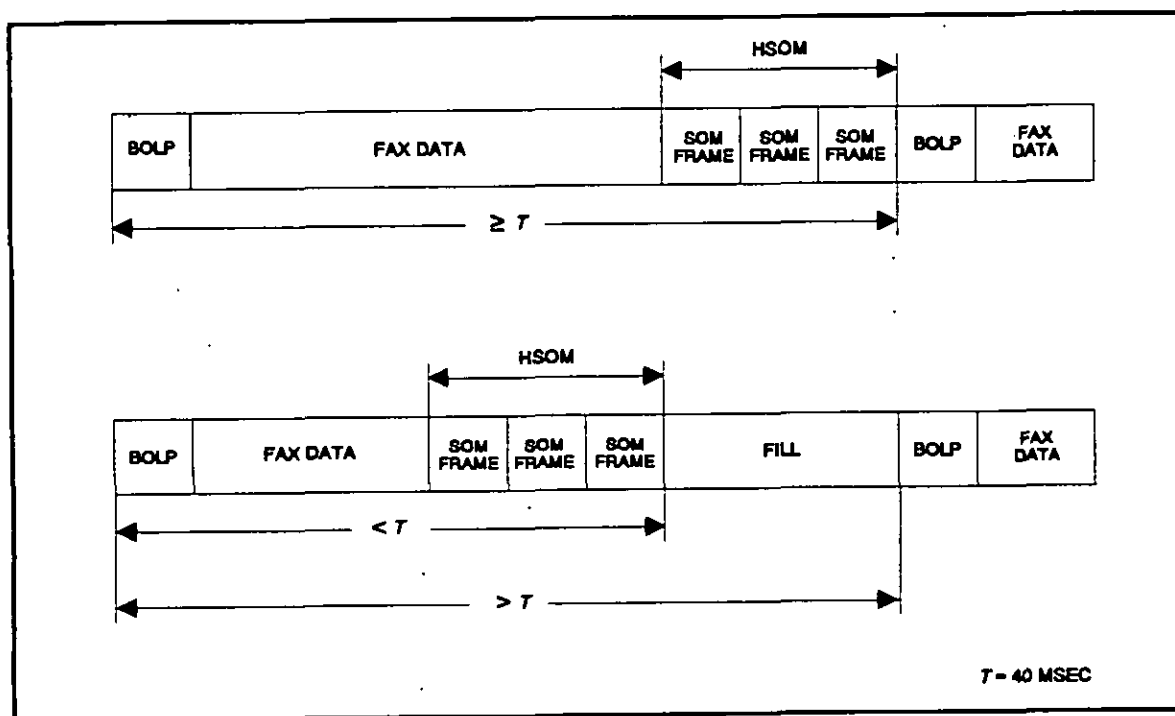 HSOM
BOLP FAX DATA SOM FRAME SOM FRAME SOM FRAME BOLP FAX DATA
≥ T
HSOM
BOLP FAX DATA SOM FRAME SOM FRAME SOM FRAME FILL BOLP FAX DATA
< T
> T
T = 40 MSEC